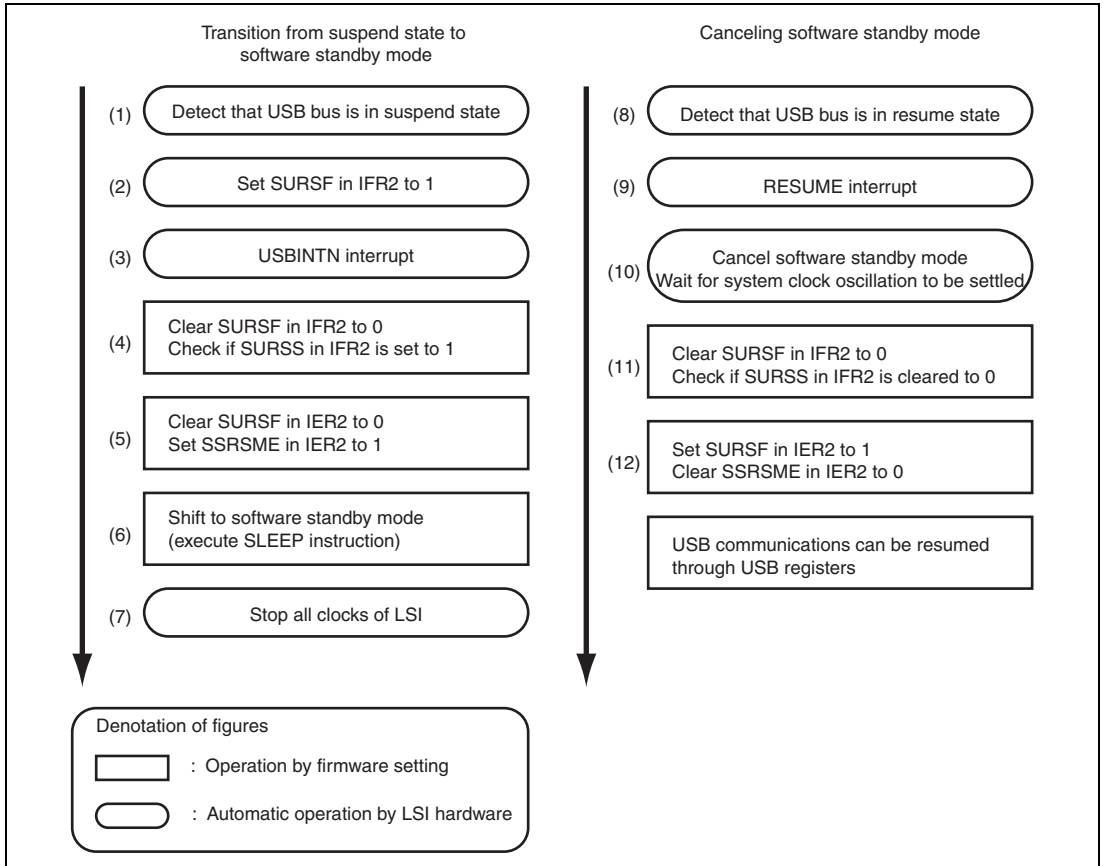 Transition from suspend state to
software standby mode
(1) Detect that USB bus is in suspend state
(2) Set SURSF in IFR2 to 1
(3) USBINTN interrupt
(4) Clear SURSF in IFR2 to 0
Check if SURSS in IFR2 is set to 1
(5) Clear SURSF in IER2 to 0
Set SSRSME in IER2 to 1
(6) Shift to software standby mode
(execute SLEEP instruction)
(7) Stop all clocks of LSI
Canceling software standby mode
(8) Detect that USB bus is in resume state
(9) RESUME interrupt
(10) Cancel software standby mode
Wait for system clock oscillation to be settled
(11) Clear SURSF in IFR2 to 0
Check if SURSS in IFR2 is cleared to 0
(12) Set SURSF in IER2 to 1
Clear SSRSME in IER2 to 0
USB communications can be resumed
through USB registers
Denotation of figures
: Operation by firmware setting
: Automatic operation by LSI hardware